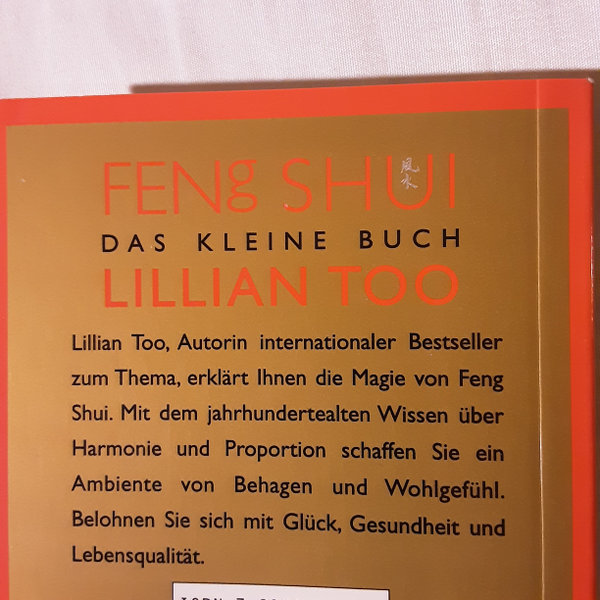 FENg SHUI
風水
DAS KLEINE BUCH
LILLIAN TOO
Lillian Too, Autorin internationaler Bestseller
zum Thema, erklärt Ihnen die Magie von Feng
Shui. Mit dem jahrhundertealten Wissen über
Harmonie und Proportion schaffen Sie ein
Ambiente von Behagen und Wohlgefühl.
Belohnen Sie sich mit Glück, Gesundheit und
Lebensqualität.